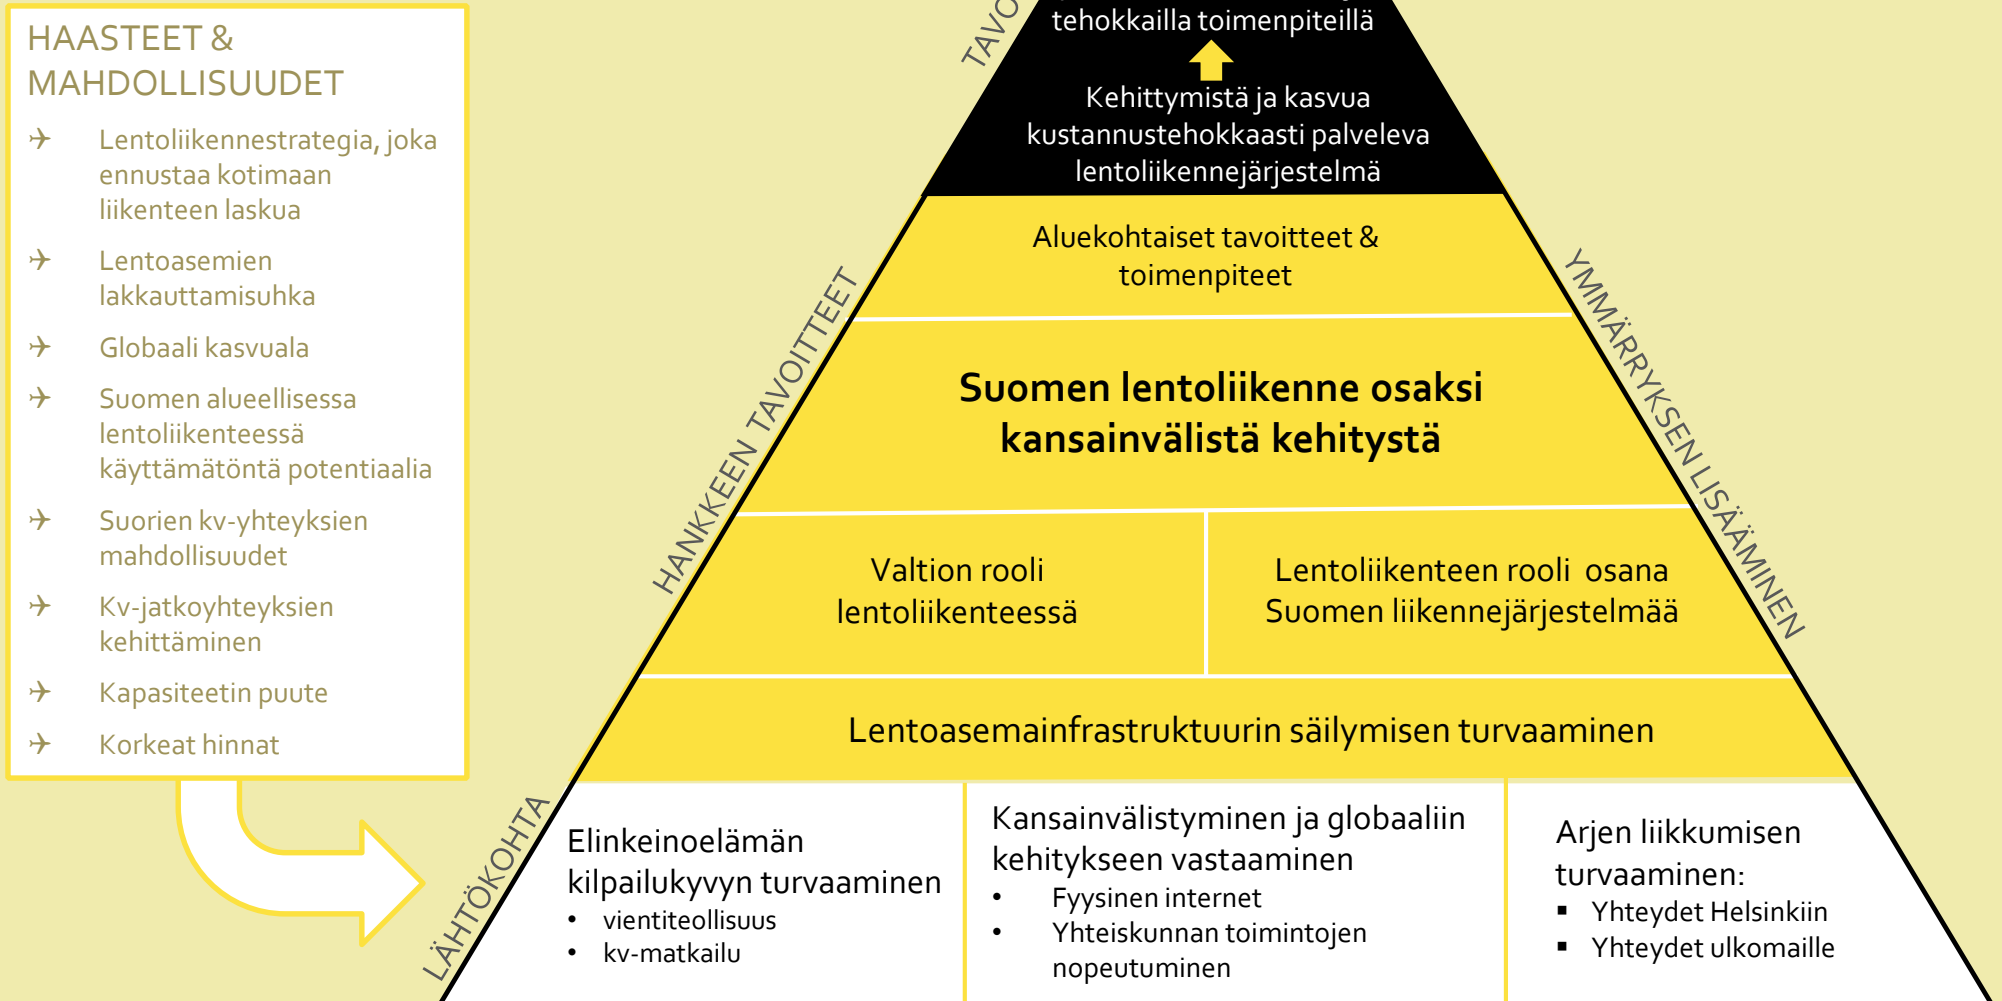 HAASTEET &
MAHDOLLISUUDET
Lentoliikennestrategia, joka
ennustaa kotimaan
liikenteen laskua
Lentoasemien
lakkauttamisuhka
Globaali kasvuala
Suomen alueellisessa
lentoliikenteessä
käyttämätöntä potentiaalia
Suorien kv-yhteyksien
mahdollisuudet
Kv-jatkoyhteyksien
kehittäminen
Kapasiteetin puute
Korkeat hinnat
tehokkailla toimenpiteillä
Kehittymistä ja kasvua
kustannustehokkaasti palveleva
lentoliikennejärjestelmä
HANKKEEN TAVOITTEET
YMMÄRRYKSEN LISÄÄMINEN
Aluekohtaiset tavoitteet &
toimenpiteet
Suomen lentoliikenne osaksi
kansainvälistä kehitystä
Valtion rooli
lentoliikenteessä
Lentoliikenteen rooli osana
Suomen liikennejärjestelmää
Lentoasemainfrastruktuurin säilymisen turvaaminen
LÄHTÖKOHTA
Elinkeinoelämän
kilpailukyvyn turvaaminen
• vientiteollisuus
• kv-matkailu
Kansainvälistyminen ja globaaliin
kehitykseen vastaaminen
• Fyysinen internet
• Yhteiskunnan toimintojen
nopeutuminen
Arjen liikkumisen
turvaaminen:
▪ Yhteydet Helsinkiin
▪ Yhteydet ulkomaille